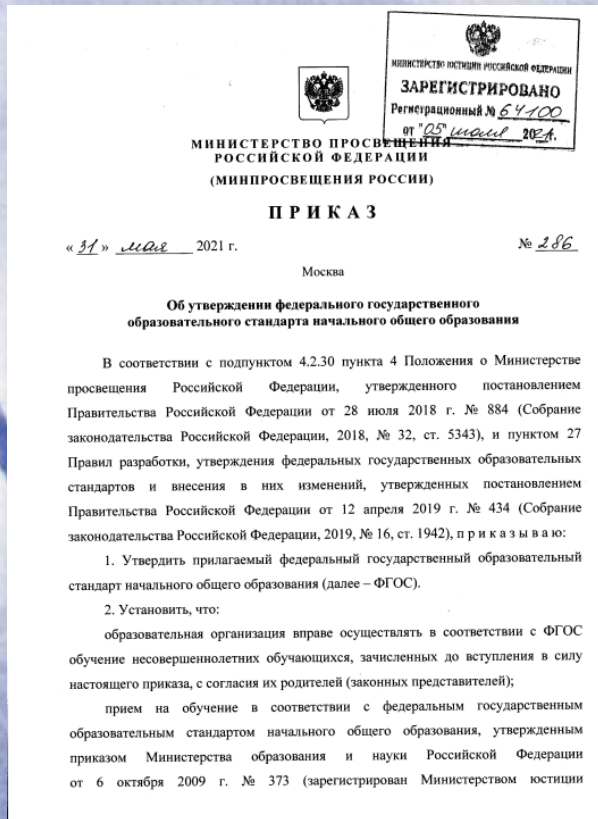 МИНИСТЕРСТВО ЮСТИЦИИ РОССИЙСКОЙ ФЕДЕРАЦИИ
ЗАРЕГИСТРИРОВАНО
Регистрационный № 64100
от "05" июля 2021.
МИНИСТЕРСТВО ПРОСВЕЩЕНИЯ
РОССИЙСКОЙ ФЕДЕРАЦИИ
(МИНПРОСВЕЩЕНИЯ РОССИИ)
П Р И К А З
« 31 » мая 2021 г.
№ 286
Москва
Об утверждении федерального государственного
образовательного стандарта начального общего образования
В соответствии с подпунктом 4.2.30 пункта 4 Положения о Министерстве
просвещения Российской Федерации, утвержденного постановлением
Правительства Российской Федерации от 28 июля 2018 г. № 884 (Собрание
законодательства Российской Федерации, 2018, № 32, ст. 5343), и пунктом 27
Правил разработки, утверждения федеральных государственных образовательных
стандартов и внесения в них изменений, утвержденных постановлением
Правительства Российской Федерации от 12 апреля 2019 г. № 434 (Собрание
законодательства Российской Федерации, 2019, № 16, ст. 1942), п р и к а з ы в а ю:
1. Утвердить прилагаемый федеральный государственный образовательный
стандарт начального общего образования (далее – ФГОС).
2. Установить, что:
образовательная организация вправе осуществлять в соответствии с ФГОС
обучение несовершеннолетних обучающихся, зачисленных до вступления в силу
настоящего приказа, с согласия их родителей (законных представителей);
прием на обучение в соответствии с федеральным государственным
образовательным стандартом начального общего образования, утвержденным
приказом Министерства образования и науки Российской Федерации
от 6 октября 2009 г. № 373 (зарегистрирован Министерством юстиции